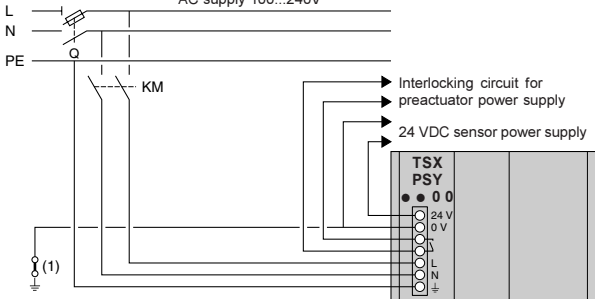 AC supply 100...240V
L
N
Q
PE
KM
Interlocking circuit for
preactuator power supply
24 VDC sensor power supply
TSX
PSY
● ● 0 0
24 V
0 V
(1)
L
N